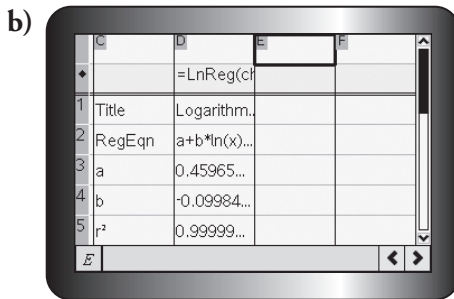 b)
C D E F
◆ =LnReg(ch
1 Title Logarithm..
2 RegEqn a+b*ln(x)...
3 a 0.45965...
4 b -0.09984...
5 r² 0.99999...
E